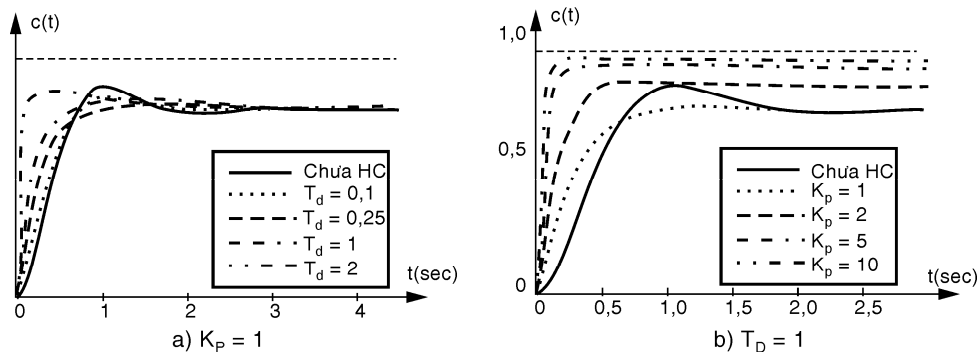 c(t)
Chưa HC
T_d = 0,1
T_d = 0,25
T_d = 1
T_d = 2
t(sec)
0 1 2 3 4
a) K_P = 1
c(t)
1,0
0,5
0
Chưa HC
K_p = 1
K_p = 2
K_p = 5
K_p = 10
t(sec)
0 0,5 1,0 1,5 2,0 2,5
b) T_D = 1